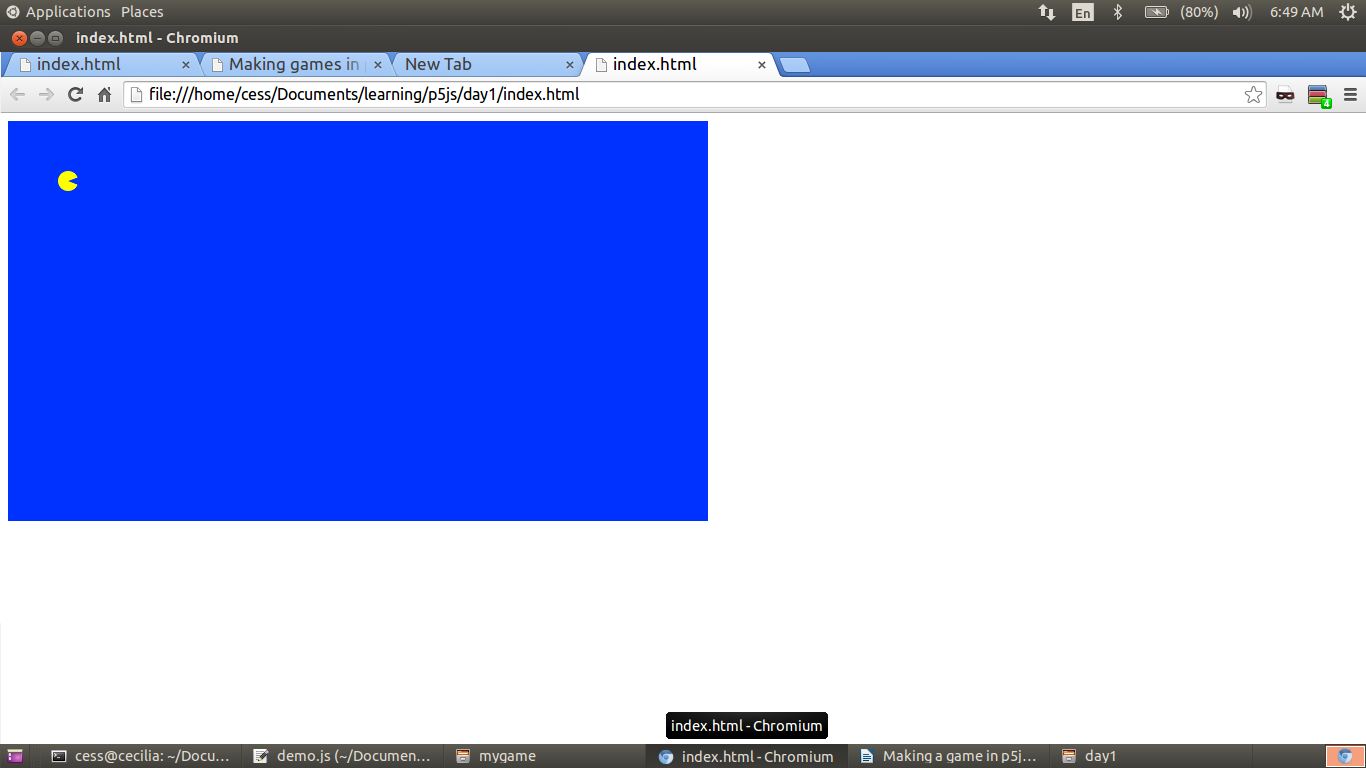 Applications Places En (80%) 6:49 AM
index.html - Chromium
index.html Making games in New Tab index.html
file:///home/cess/Documents/learning/p5js/day1/index.html 4
index.html - Chromium
cess@cecilia: ~/Docu... demo.js (~/Documen... mygame index.html - Chromium Making a game in p5j... day1